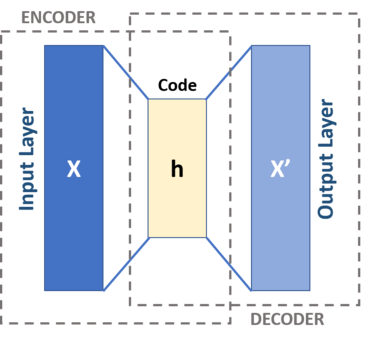 ENCODER
Code
Input Layer
X
h
X’
Output Layer
DECODER